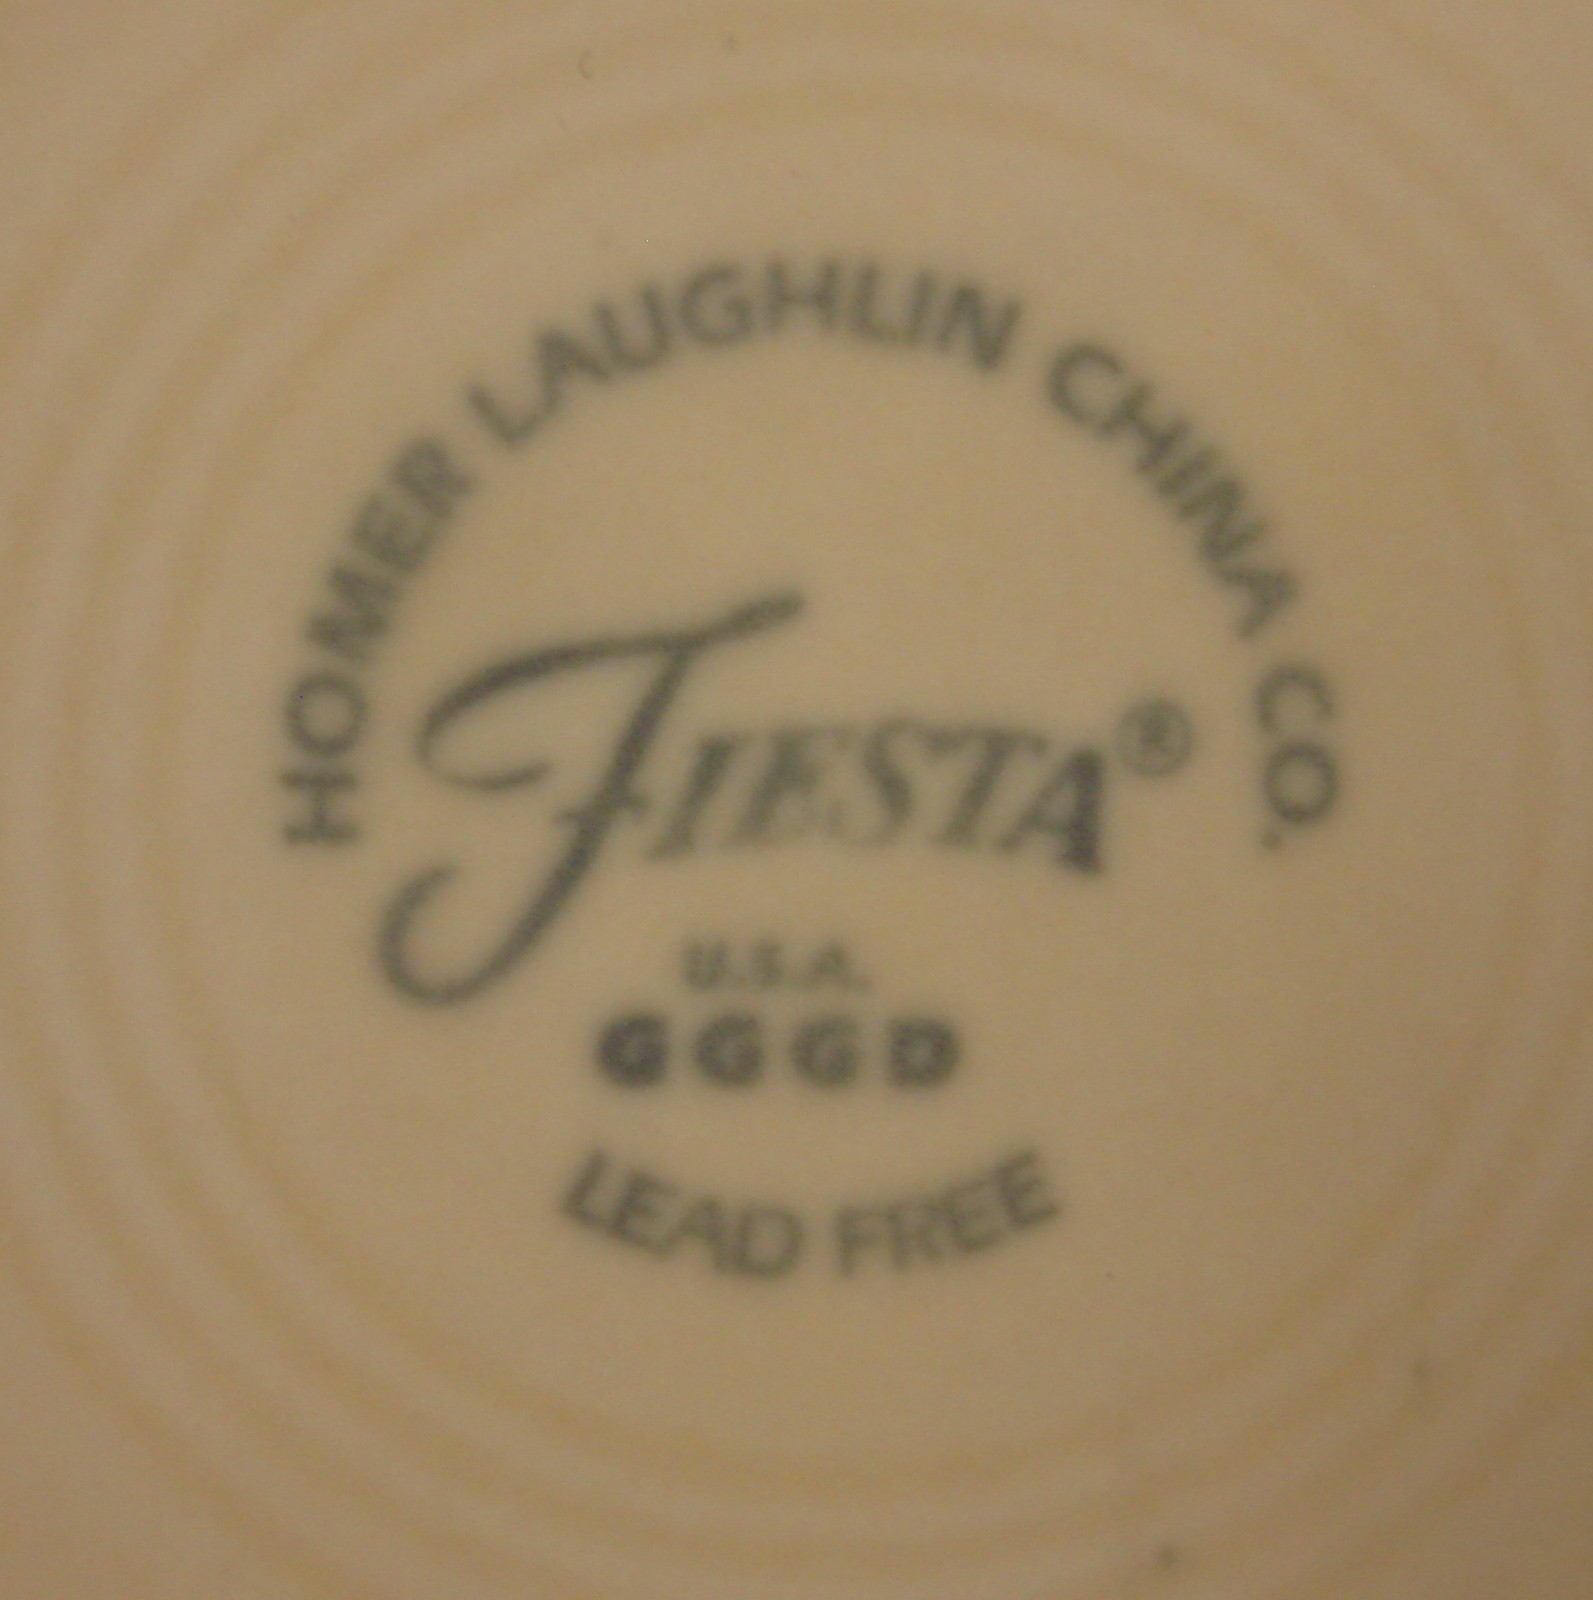 HOMER LAUGHLIN CHINA CO.
FIESTA®
U.S.A.
GGGD
LEAD FREE